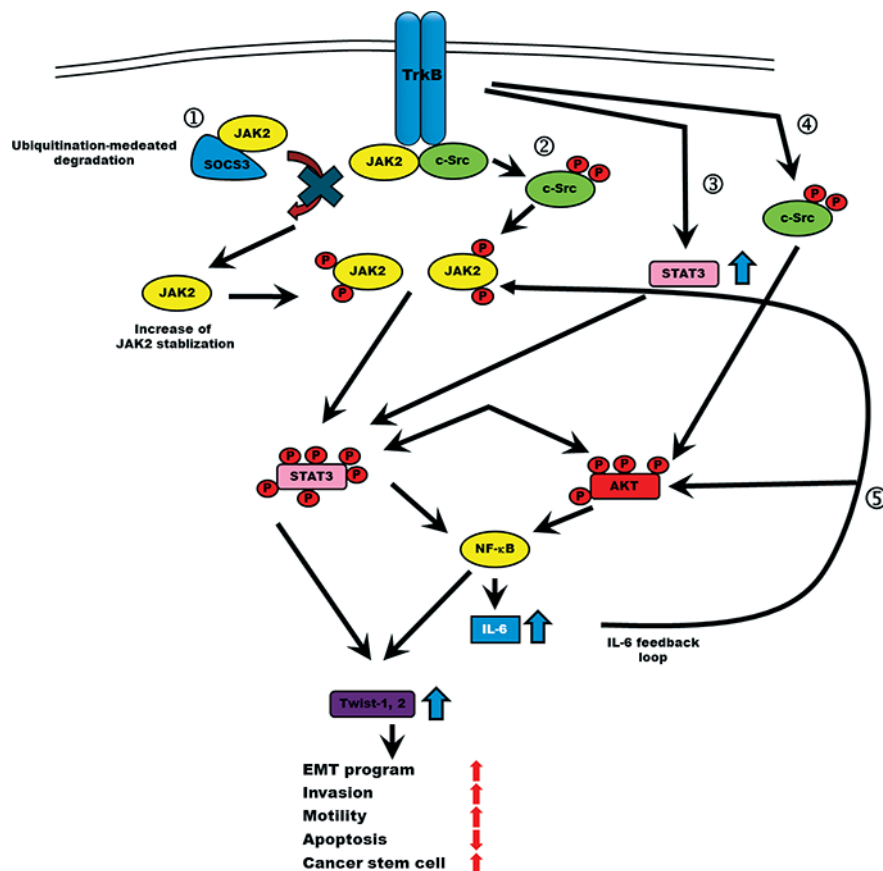 TrkB
①
JAK2
SOCS3
Ubiquitination-medeated
degradation
JAK2
c-Src
②
P
P
c-Src
③
④
P
P
c-Src
P
JAK2
P
P
JAK2
P
STAT3
JAK2
Increase of
JAK2 stablization
P
P
P
STAT3
P
P
P
P
P
P
AKT
P
⑤
NF-κB
IL-6
IL-6 feedback
loop
Twist-1, 2
EMT program
Invasion
Motility
Apoptosis
Cancer stem cell